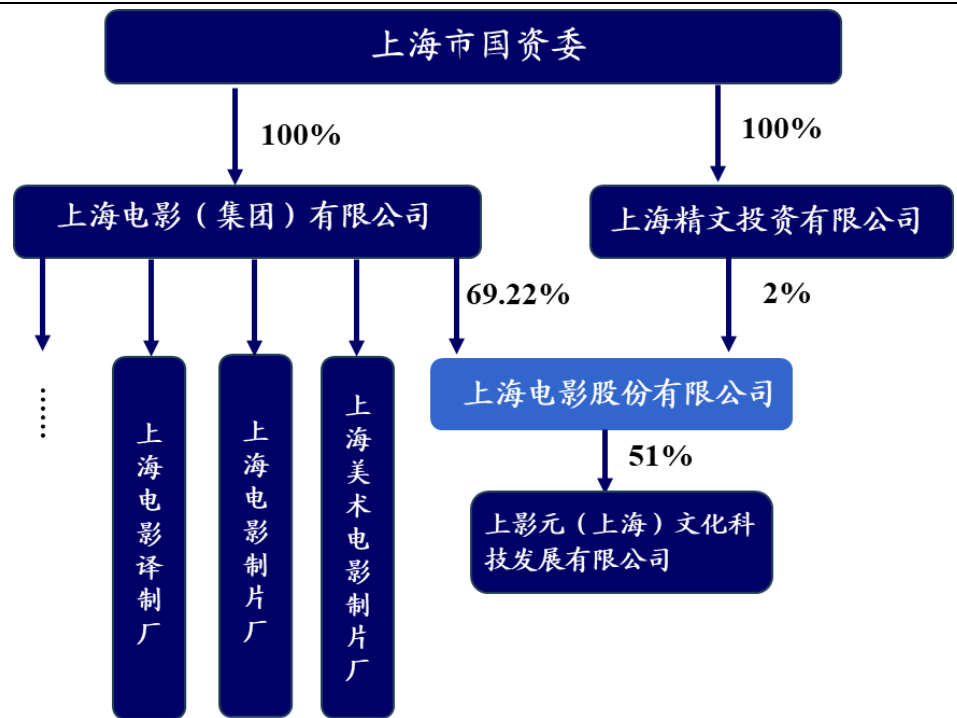 上海市国资委
100%
100%
上海电影（集团）有限公司
上海精文投资有限公司
69.22%
2%
……
上海电影译制厂
上海电影制片厂
上海美术电影制片厂
上海电影股份有限公司
51%
上影元（上海）文化科
技发展有限公司